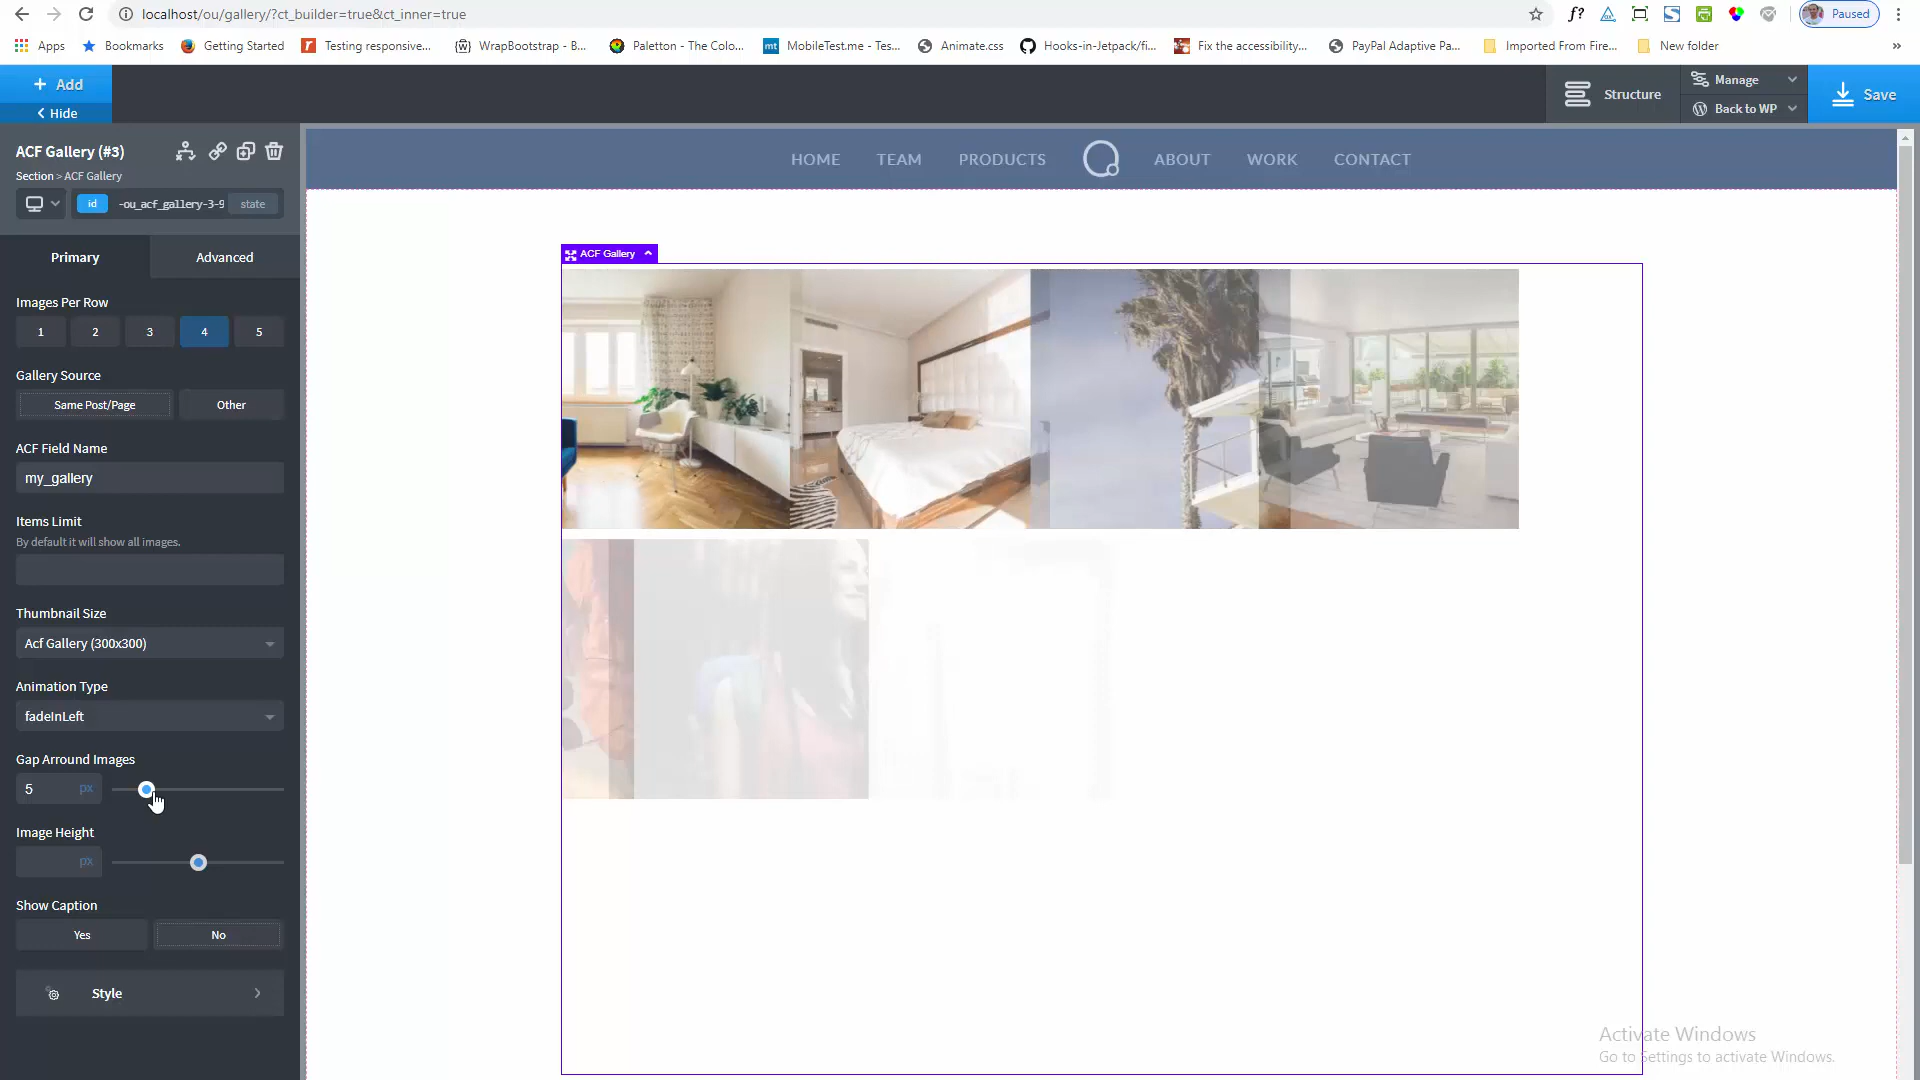 localhost/ou/gallery/?ct_builder=true&ct_inner=true
f?
Paused
Apps
Bookmarks
Getting Started
Testing responsive...
WrapBootstrap - B...
Paletton - The Colo...
mt
MobileTest.me - Tes...
Animate.css
Hooks-in-Jetpack/fi...
Fix the accessibility...
PayPal Adaptive Pa...
Imported From Fire...
New folder
»
+ Add
Hide
Structure
Manage
Back to WP
Save
ACF Gallery (#3)
Section > ACF Gallery
id
-ou_acf_gallery-3-9
state
Primary
Advanced
Images Per Row
1
2
3
4
5
Gallery Source
Same Post/Page
Other
ACF Field Name
my_gallery
Items Limit
By default it will show all images.
Thumbnail Size
Acf Gallery (300x300)
Animation Type
fadeInLeft
Gap Arround Images
5
px
Image Height
px
Show Caption
Yes
No
Style
HOME
TEAM
PRODUCTS
ABOUT
WORK
CONTACT
ACF Gallery
Activate Windows
Go to Settings to activate Windows.